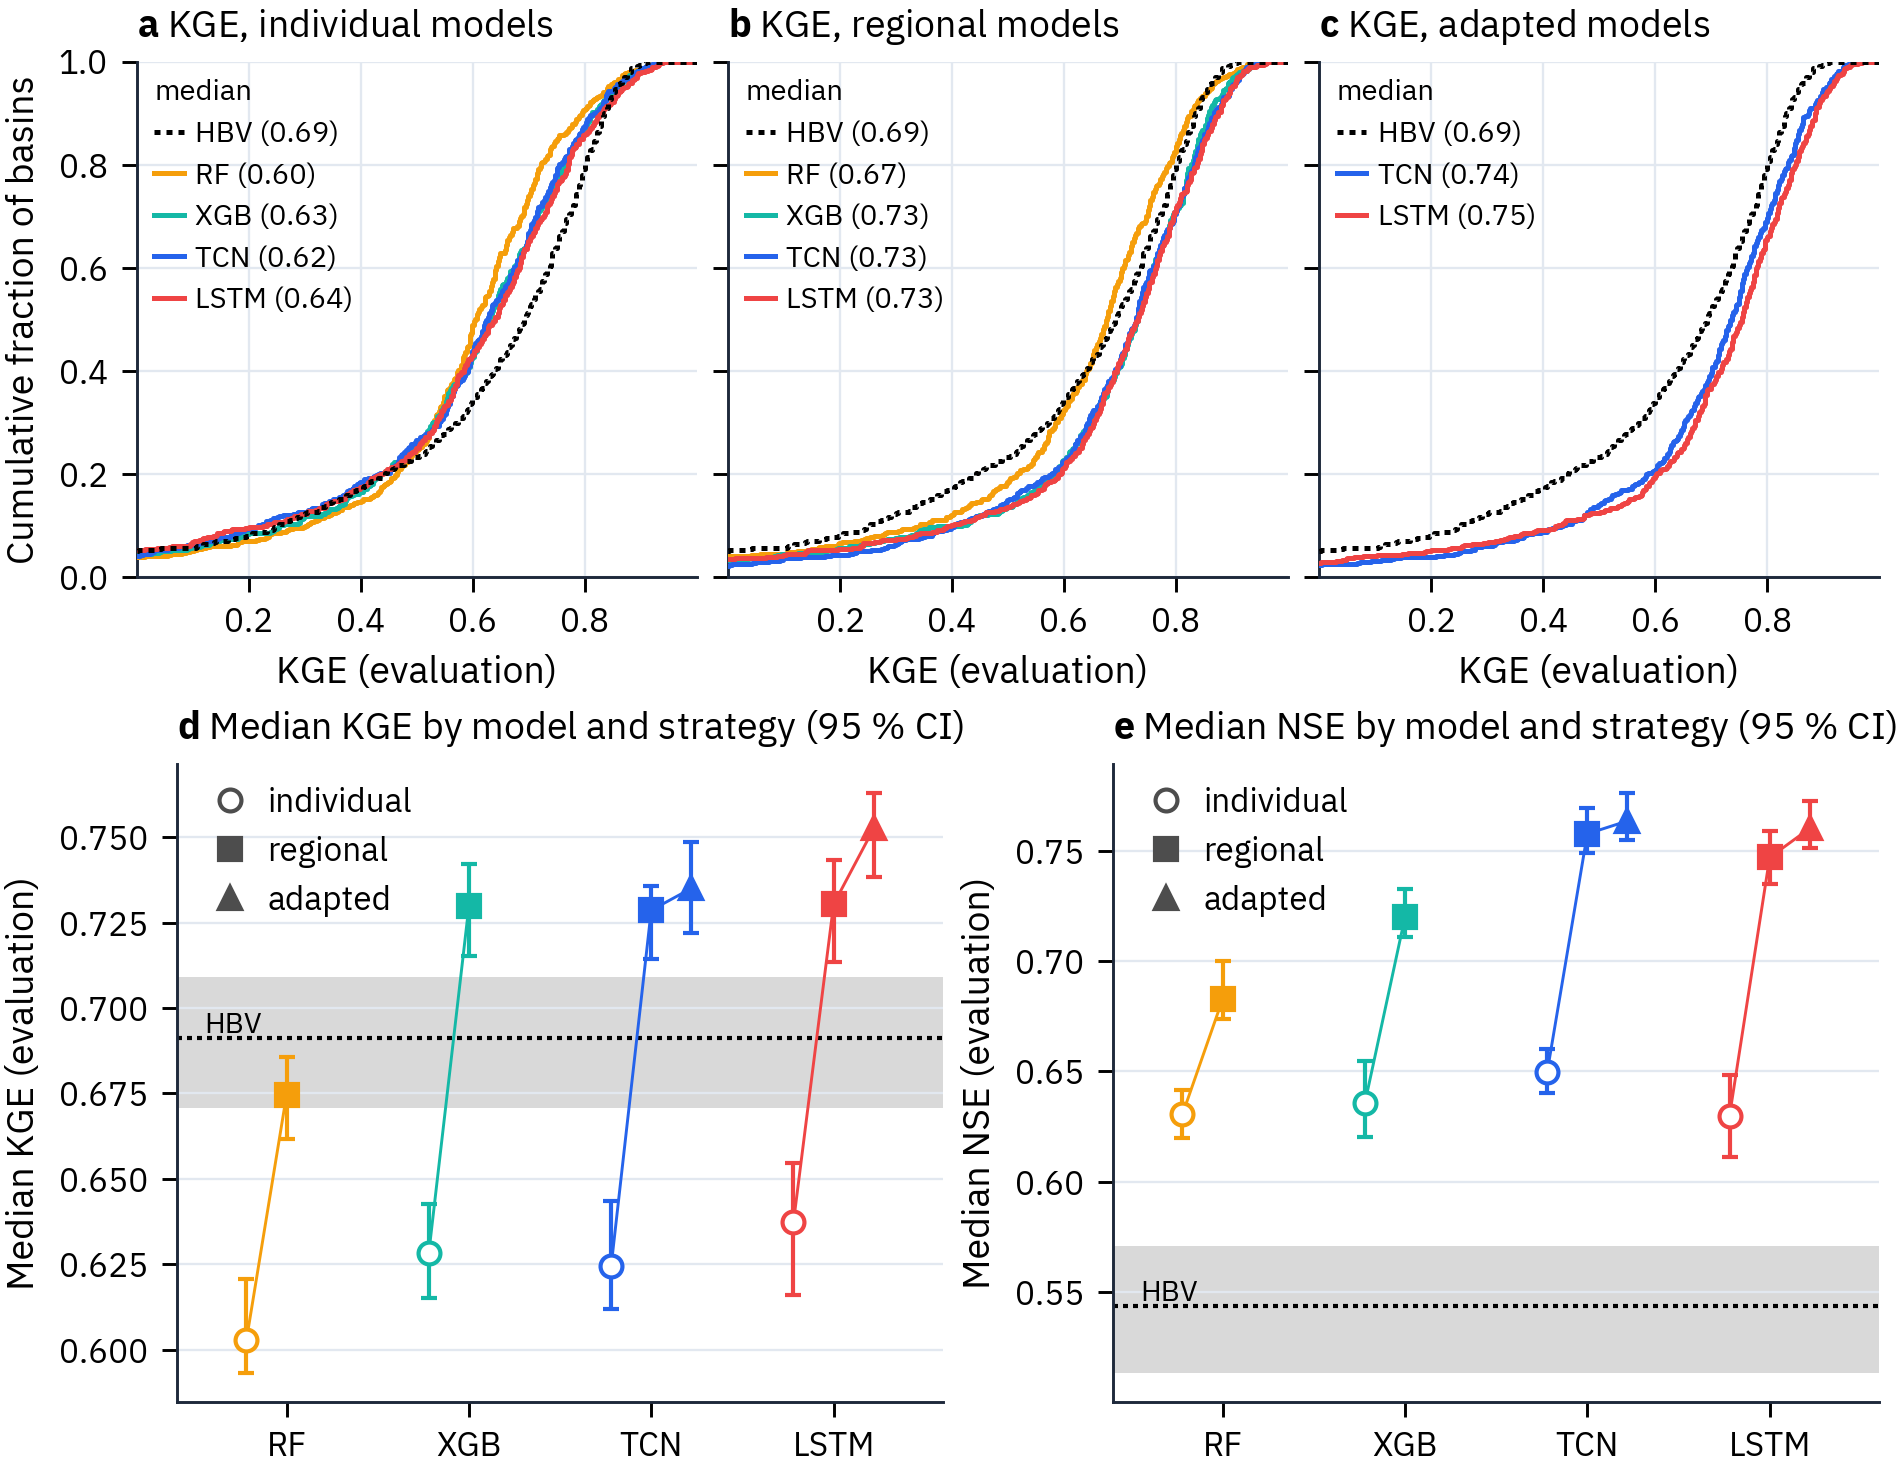 a KGE, individual models
b KGE, regional models
c KGE, adapted models
Cumulative fraction of basins
1.0
0.8
0.6
0.4
0.2
0.0
median
HBV (0.69)
RF (0.60)
XGB (0.63)
TCN (0.62)
LSTM (0.64)
0.2 0.4 0.6 0.8
KGE (evaluation)
median
HBV (0.69)
RF (0.67)
XGB (0.73)
TCN (0.73)
LSTM (0.73)
0.2 0.4 0.6 0.8
KGE (evaluation)
median
HBV (0.69)
TCN (0.74)
LSTM (0.75)
0.2 0.4 0.6 0.8
KGE (evaluation)
d Median KGE by model and strategy (95 % CI)
Median KGE (evaluation)
0.750
0.725
0.700
0.675
0.650
0.625
0.600
individual
regional
adapted
HBV
RF XGB TCN LSTM
e Median NSE by model and strategy (95 % CI)
Median NSE (evaluation)
0.75
0.70
0.65
0.60
0.55
individual
regional
adapted
HBV
RF XGB TCN LSTM